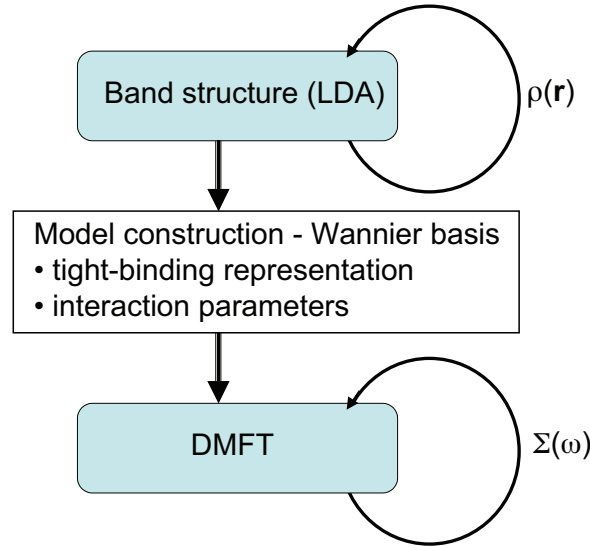 Band structure (LDA)
ρ(r)
Model construction - Wannier basis
• tight-binding representation
• interaction parameters
DMFT
Σ(ω)